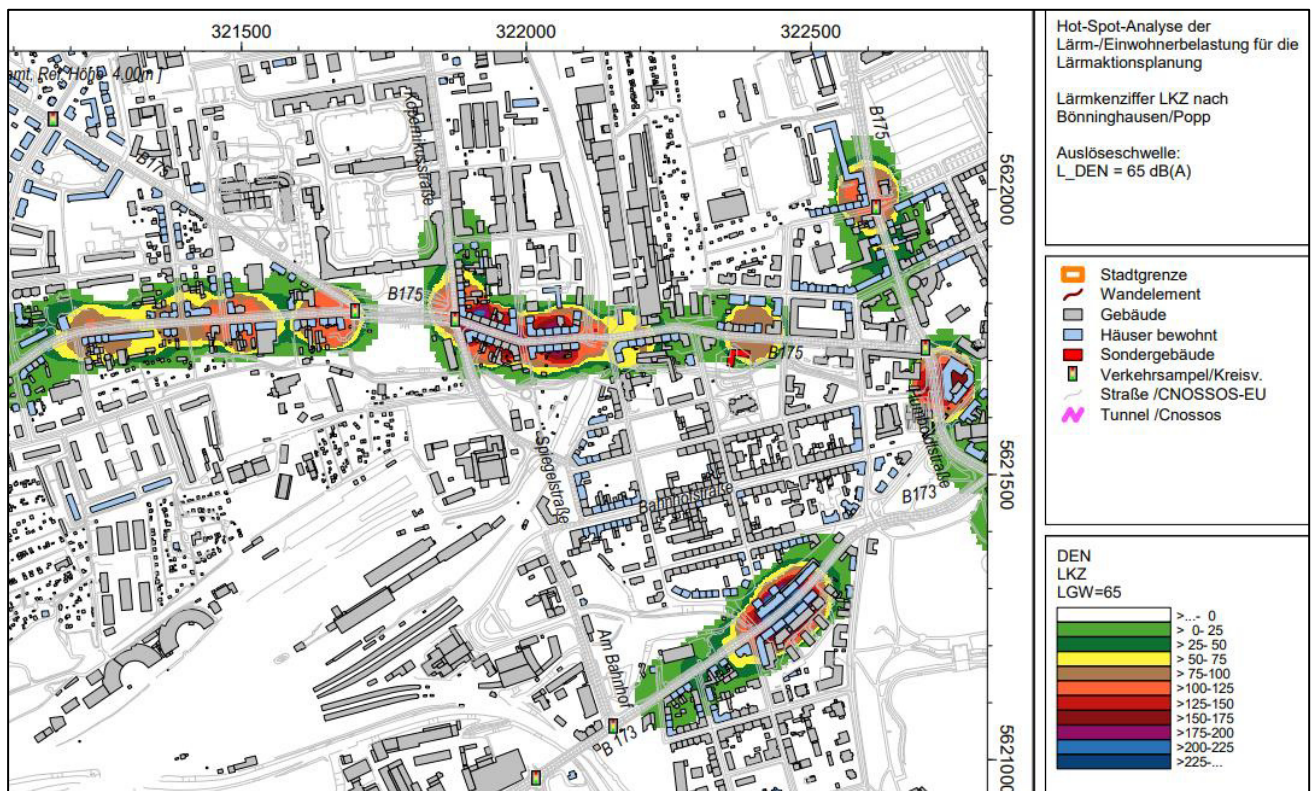 321500 322000 322500
amt, Ref. Höhe 4.00m ]
B173
Kopernikusstraße
B175
5622000
B175
B175
Humboldtstraße
5621500
B173
Spiegelstraße
Bahnhofstraße
Am Bahnhof
B 173
5621000
Hot-Spot-Analyse der
Lärm-/Einwohnerbelastung für die
Lärmaktionsplanung
Lärmkenziffer LKZ nach
Bönninghausen/Popp
Auslöseschwelle:
L_DEN = 65 dB(A)
Stadtgrenze
Wandelement
Gebäude
Häuser bewohnt
Sondergebäude
Verkehrsampel/Kreisv.
Straße /CNOSSOS-EU
Tunnel /Cnossos
DEN
LKZ
LGW=65
>...- 0
> 0- 25
> 25- 50
> 50- 75
> 75-100
>100-125
>125-150
>150-175
>175-200
>200-225
>225-...